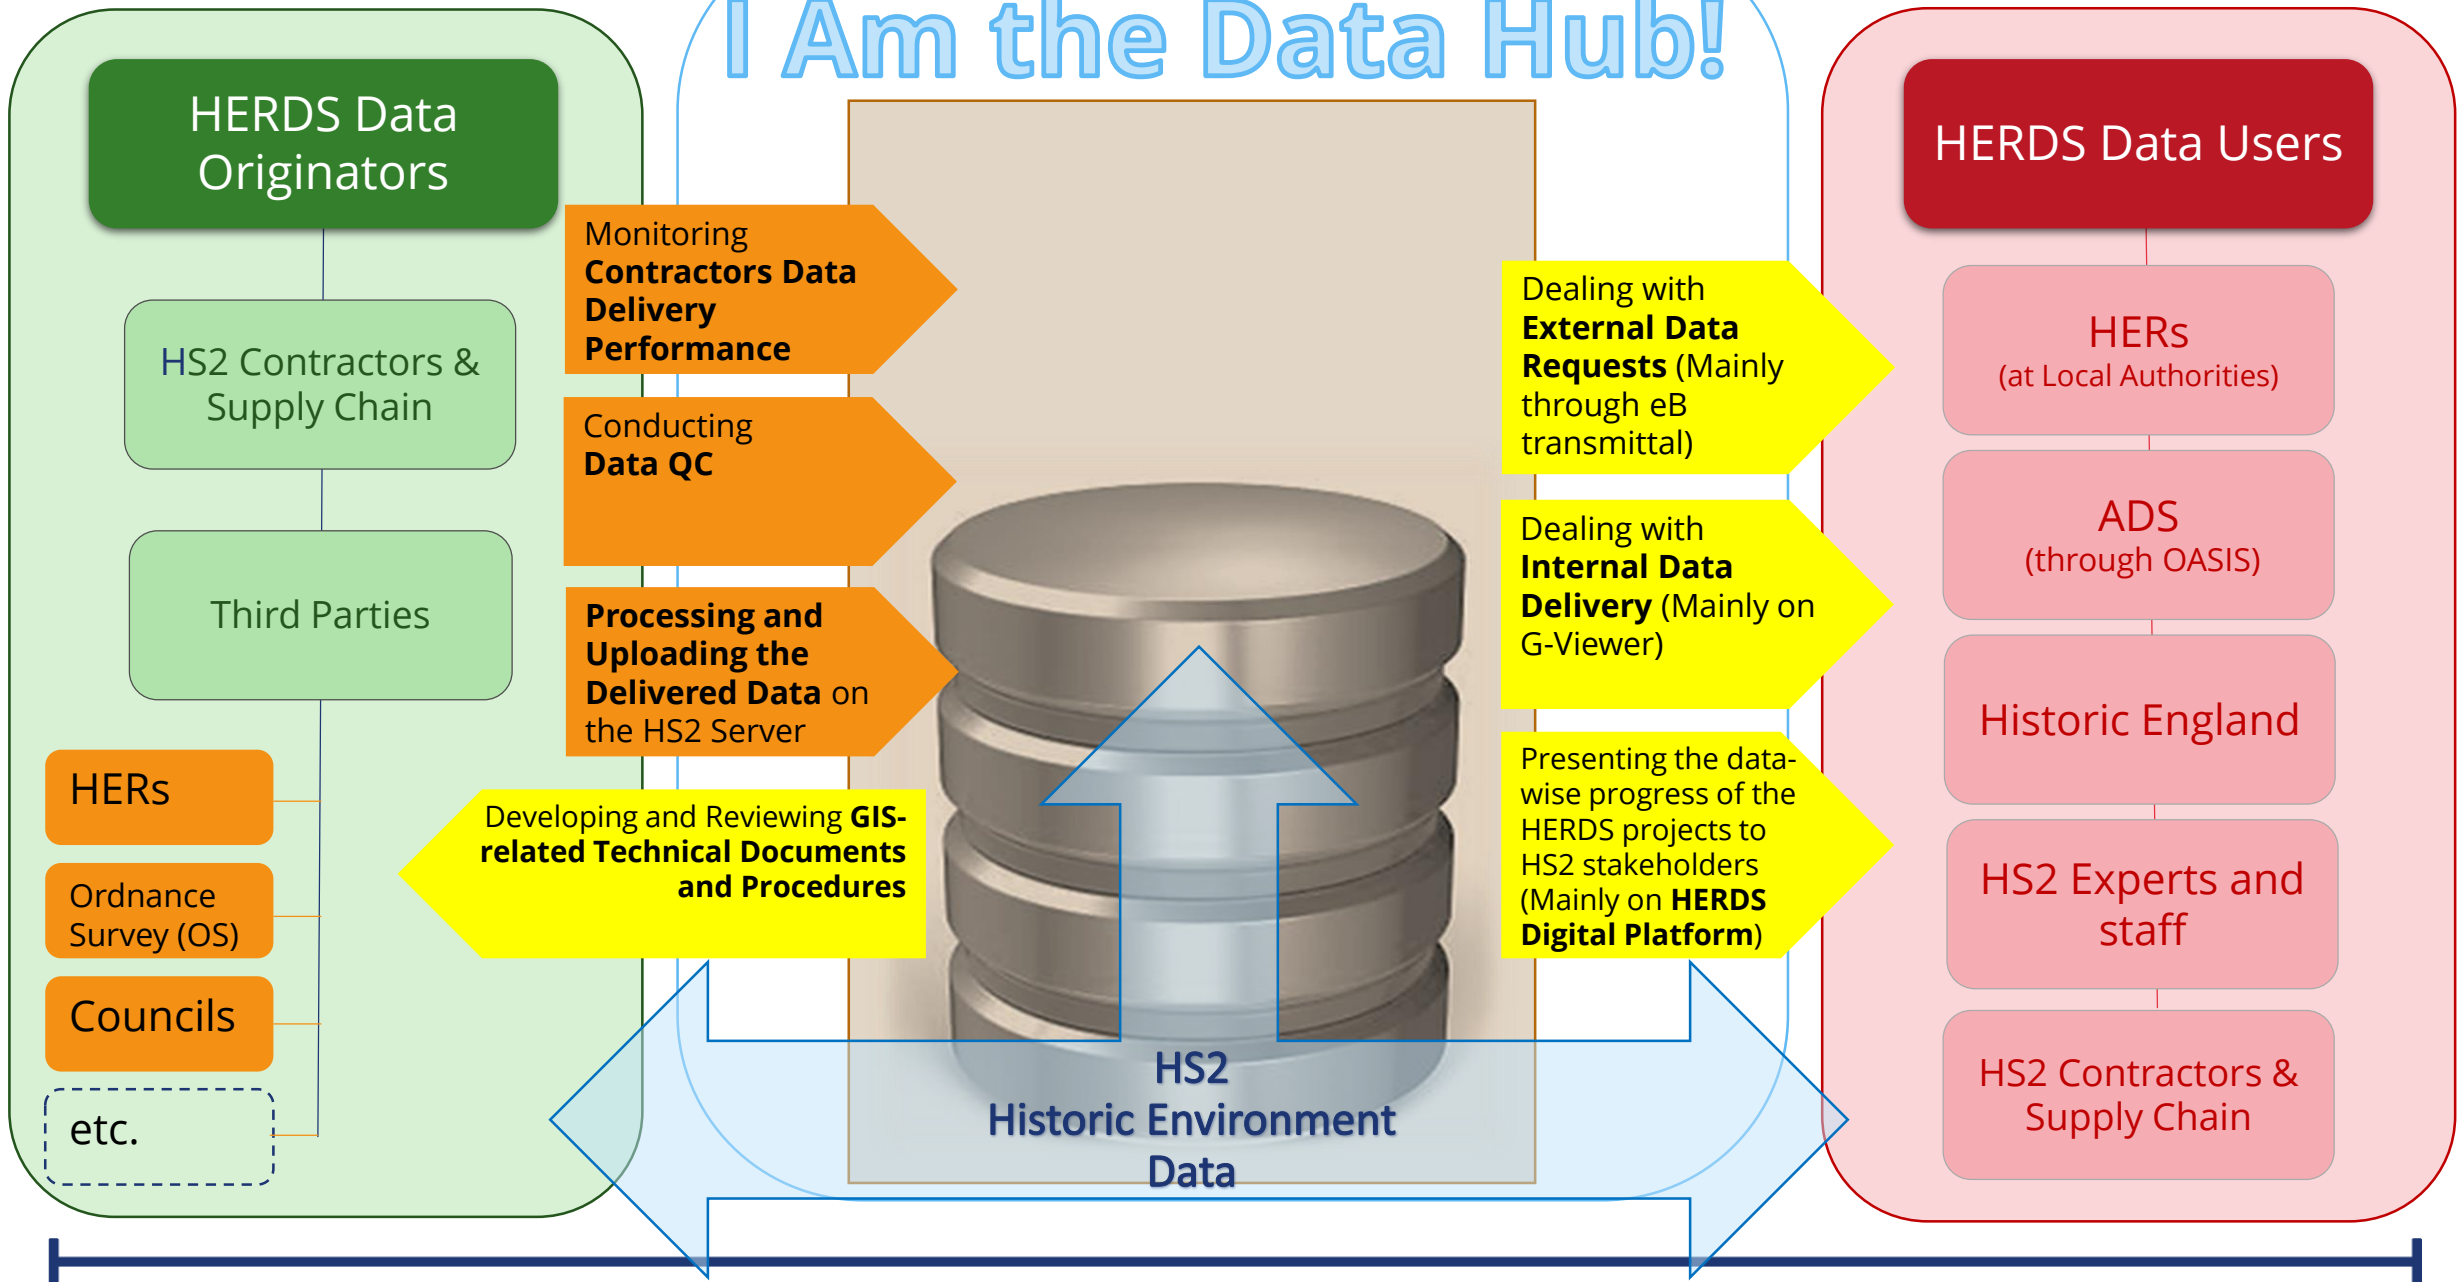 I Am the Data Hub!
HERDS Data
Originators
HS2 Contractors &
Supply Chain
Third Parties
HERs
Ordnance
Survey (OS)
Councils
etc.
Monitoring
Contractors Data
Delivery
Performance
Conducting
Data QC
Processing and
Uploading the
Delivered Data on
the HS2 Server
Developing and Reviewing GIS-
related Technical Documents
and Procedures
HS2
Historic Environment
Data
Dealing with
External Data
Requests (Mainly
through eB
transmittal)
Dealing with
Internal Data
Delivery (Mainly on
G-Viewer)
Presenting the data-
wise progress of the
HERDS projects to
HS2 stakeholders
(Mainly on HERDS
Digital Platform)
HERDS Data Users
HERs
(at Local Authorities)
ADS
(through OASIS)
Historic England
HS2 Experts and
staff
HS2 Contractors &
Supply Chain